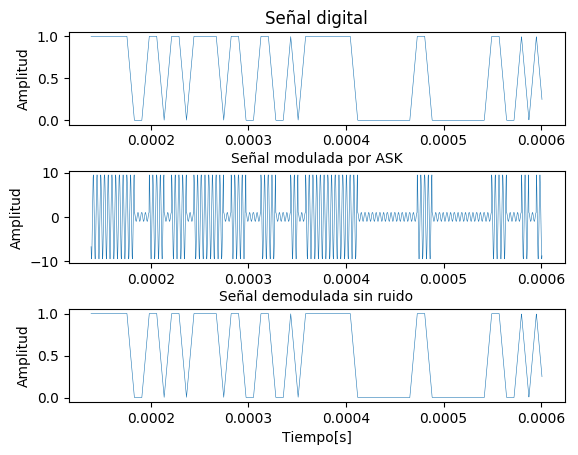 Señal digital
Amplitud
1.0
0.5
0.0
0.0002 0.0003 0.0004 0.0005 0.0006
Señal modulada por ASK
Amplitud
10
0
−10
0.0002 0.0003 0.0004 0.0005 0.0006
Señal demodulada sin ruido
Amplitud
1.0
0.5
0.0
0.0002 0.0003 0.0004 0.0005 0.0006
Tiempo[s]